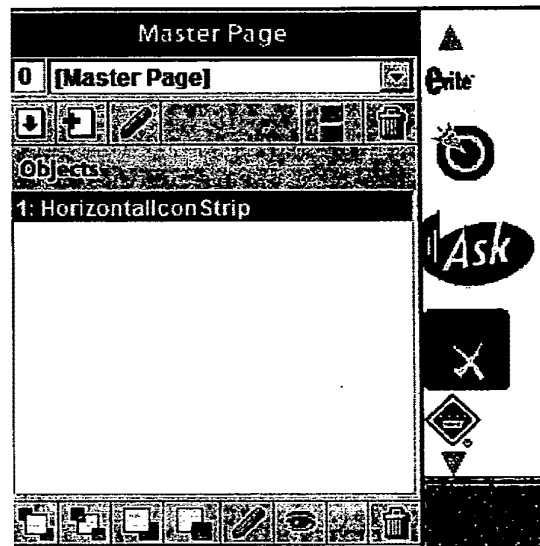 Master Page
0 [Master Page]
Objects
1: HorizontalIconStrip
Ask